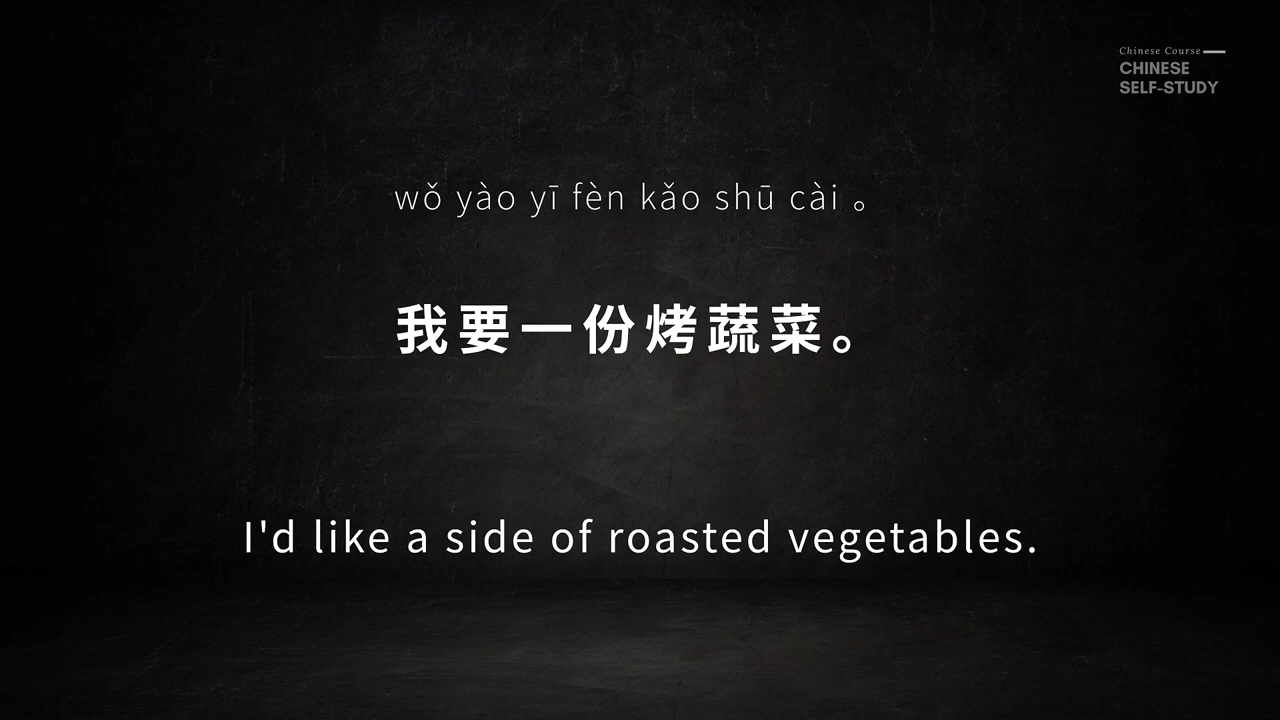 Chinese Course
CHINESE
SELF-STUDY
wǒ yào yī fèn kǎo shū cài 。
我要一份烤蔬菜。
I'd like a side of roasted vegetables.